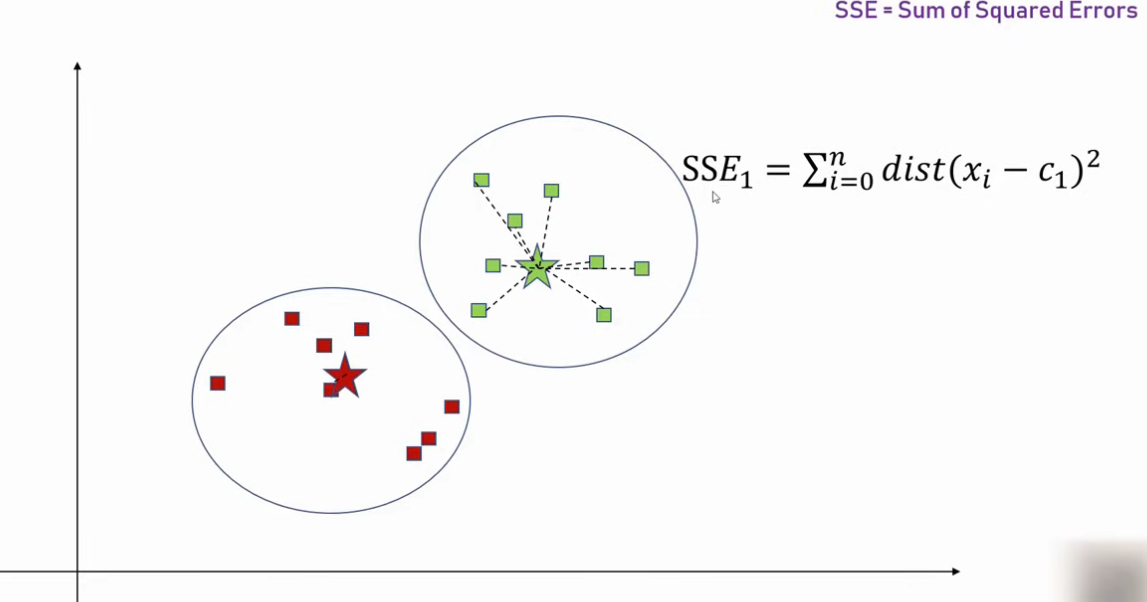 SSE = Sum of Squared Errors
SSE₁ = ∑ⁿᵢ₌₀ dist(xᵢ − c₁)²